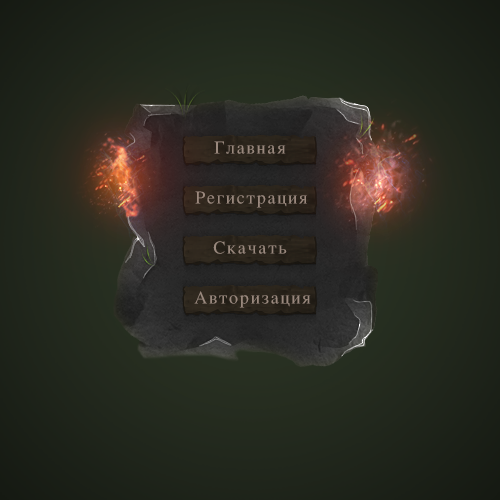 Главная
Регистрация
Скачать
Авторизация